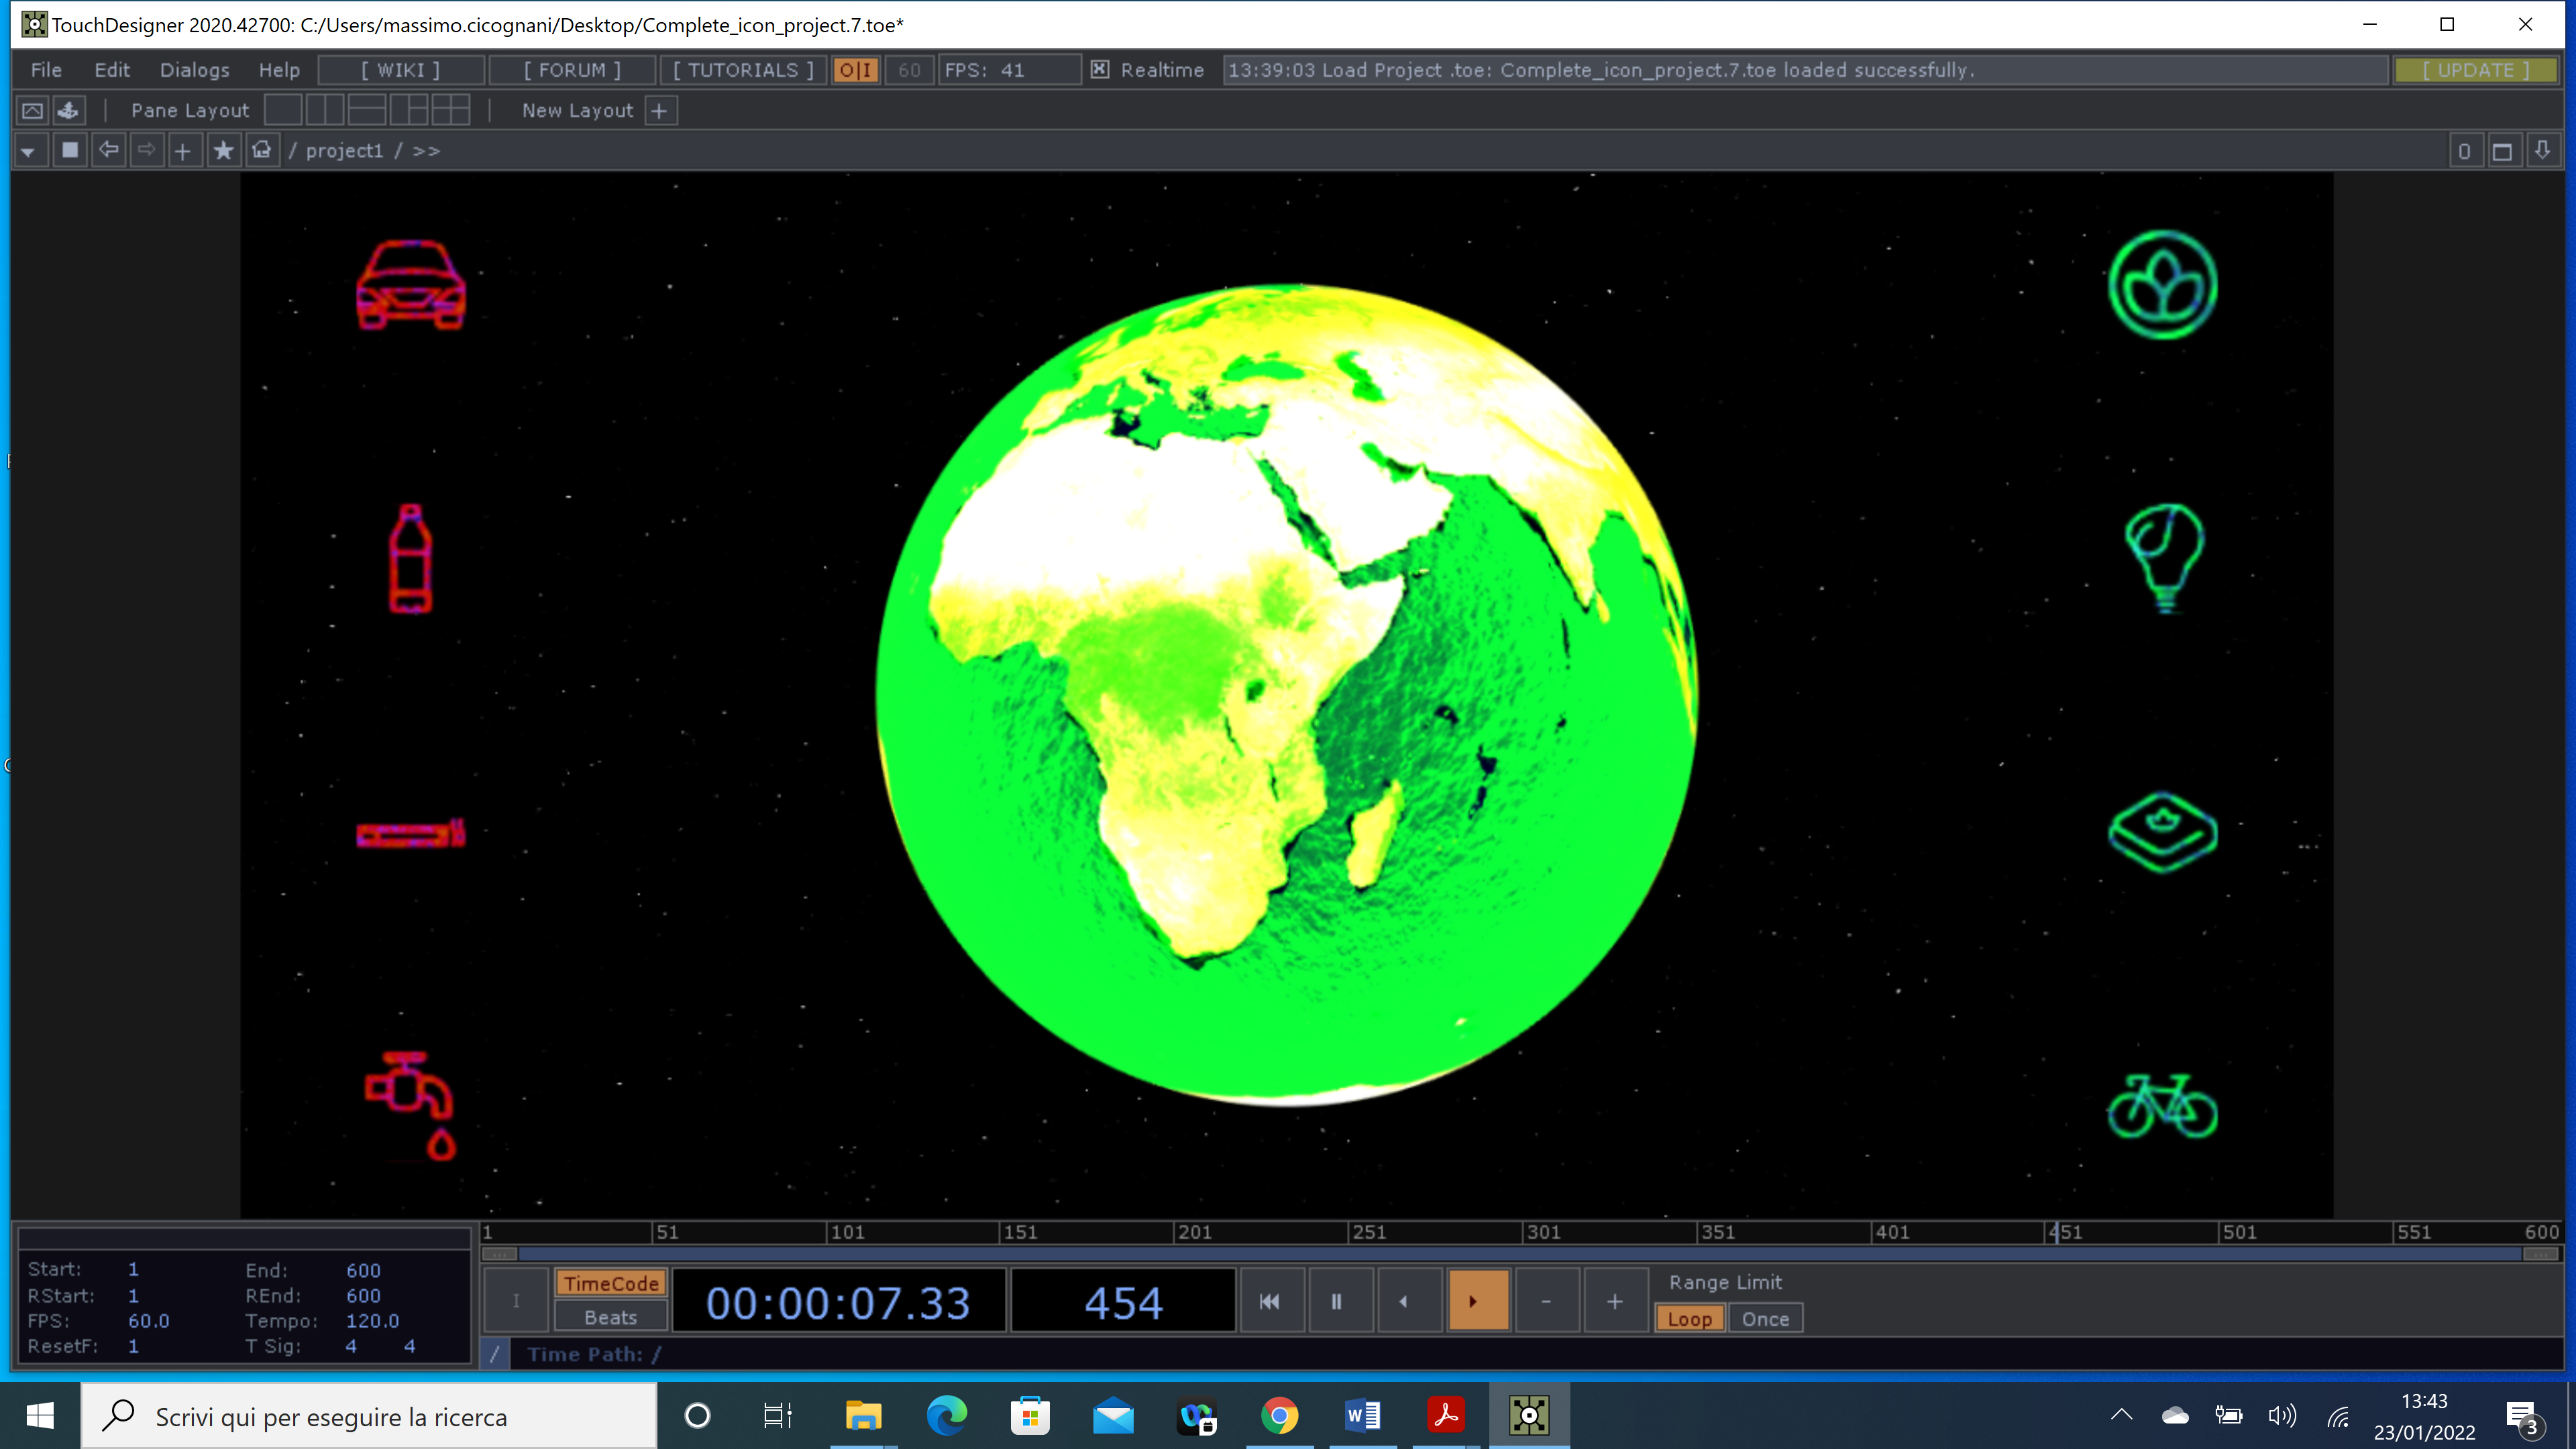 TouchDesigner 2020.42700: C:/Users/massimo.cicognani/Desktop/Complete_icon_project.7.toe*
File Edit Dialogs Help [ WIKI ] [ FORUM ] [ TUTORIALS ] O|I 60 FPS: 41 Realtime 13:39:03 Load Project .toe: Complete_icon_project.7.toe loaded successfully. [ UPDATE ]
Pane Layout | New Layout +
/ project1 / >> 0
1 51 101 151 201 251 301 351 401 451 501 551 600
Start: 1 End: 600
RStart: 1 REnd: 600
FPS: 60.0 Tempo: 120.0
ResetF: 1 T Sig: 4 4
I TimeCode Beats 00:00:07.33 454 - + Range Limit Loop Once
/ Time Path: /
Scrivi qui per eseguire la ricerca
13:43
23/01/2022
3